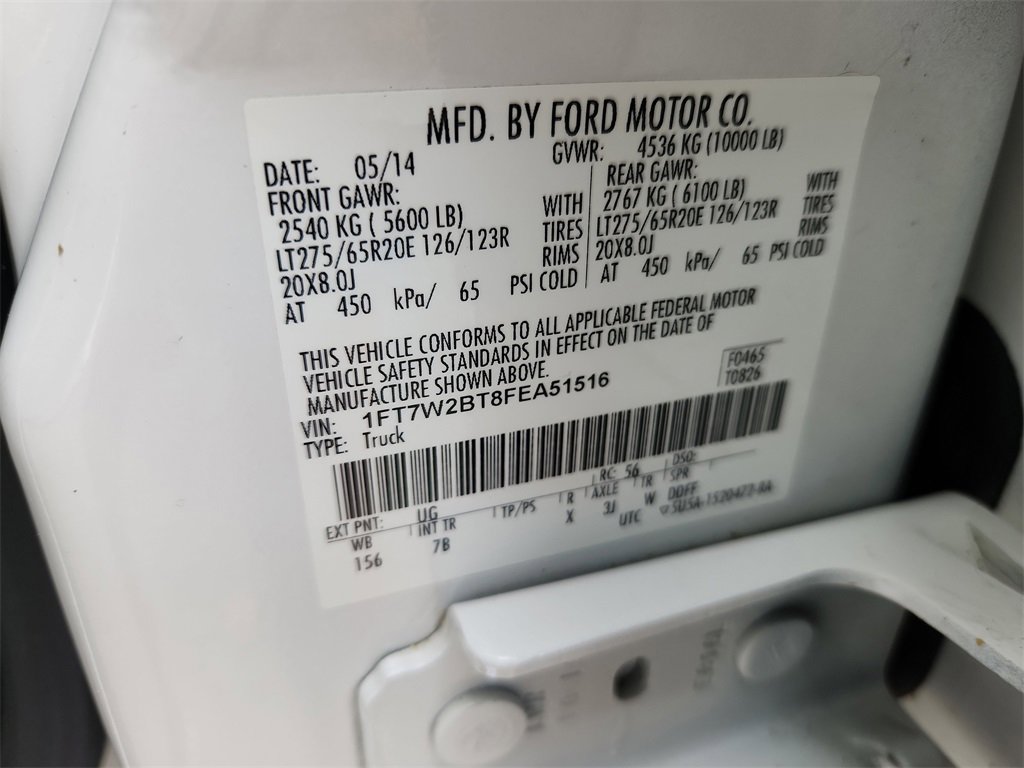 MFD. BY FORD MOTOR CO.
DATE: 05/14
GVWR: 4536 KG (10000 LB)
FRONT GAWR:
2540 KG ( 5600 LB) WITH
LT275/65R20E 126/123R TIRES
20X8.0J RIMS
AT 450 kPa/ 65 PSI COLD
REAR GAWR:
2767 KG ( 6100 LB) WITH
LT275/65R20E 126/123R TIRES
20X8.0J RIMS
AT 450 kPa/ 65 PSI COLD
THIS VEHICLE CONFORMS TO ALL APPLICABLE FEDERAL MOTOR
VEHICLE SAFETY STANDARDS IN EFFECT ON THE DATE OF
MANUFACTURE SHOWN ABOVE.
F0465
T0826
VIN: 1FT7W2BT8FEA51516
TYPE: Truck
RC: 56 DSO:
EXT PNT: UG
WB INT TR TP/PS R AXLE TR SPR
156 7B X 3J W DDFF
UTC